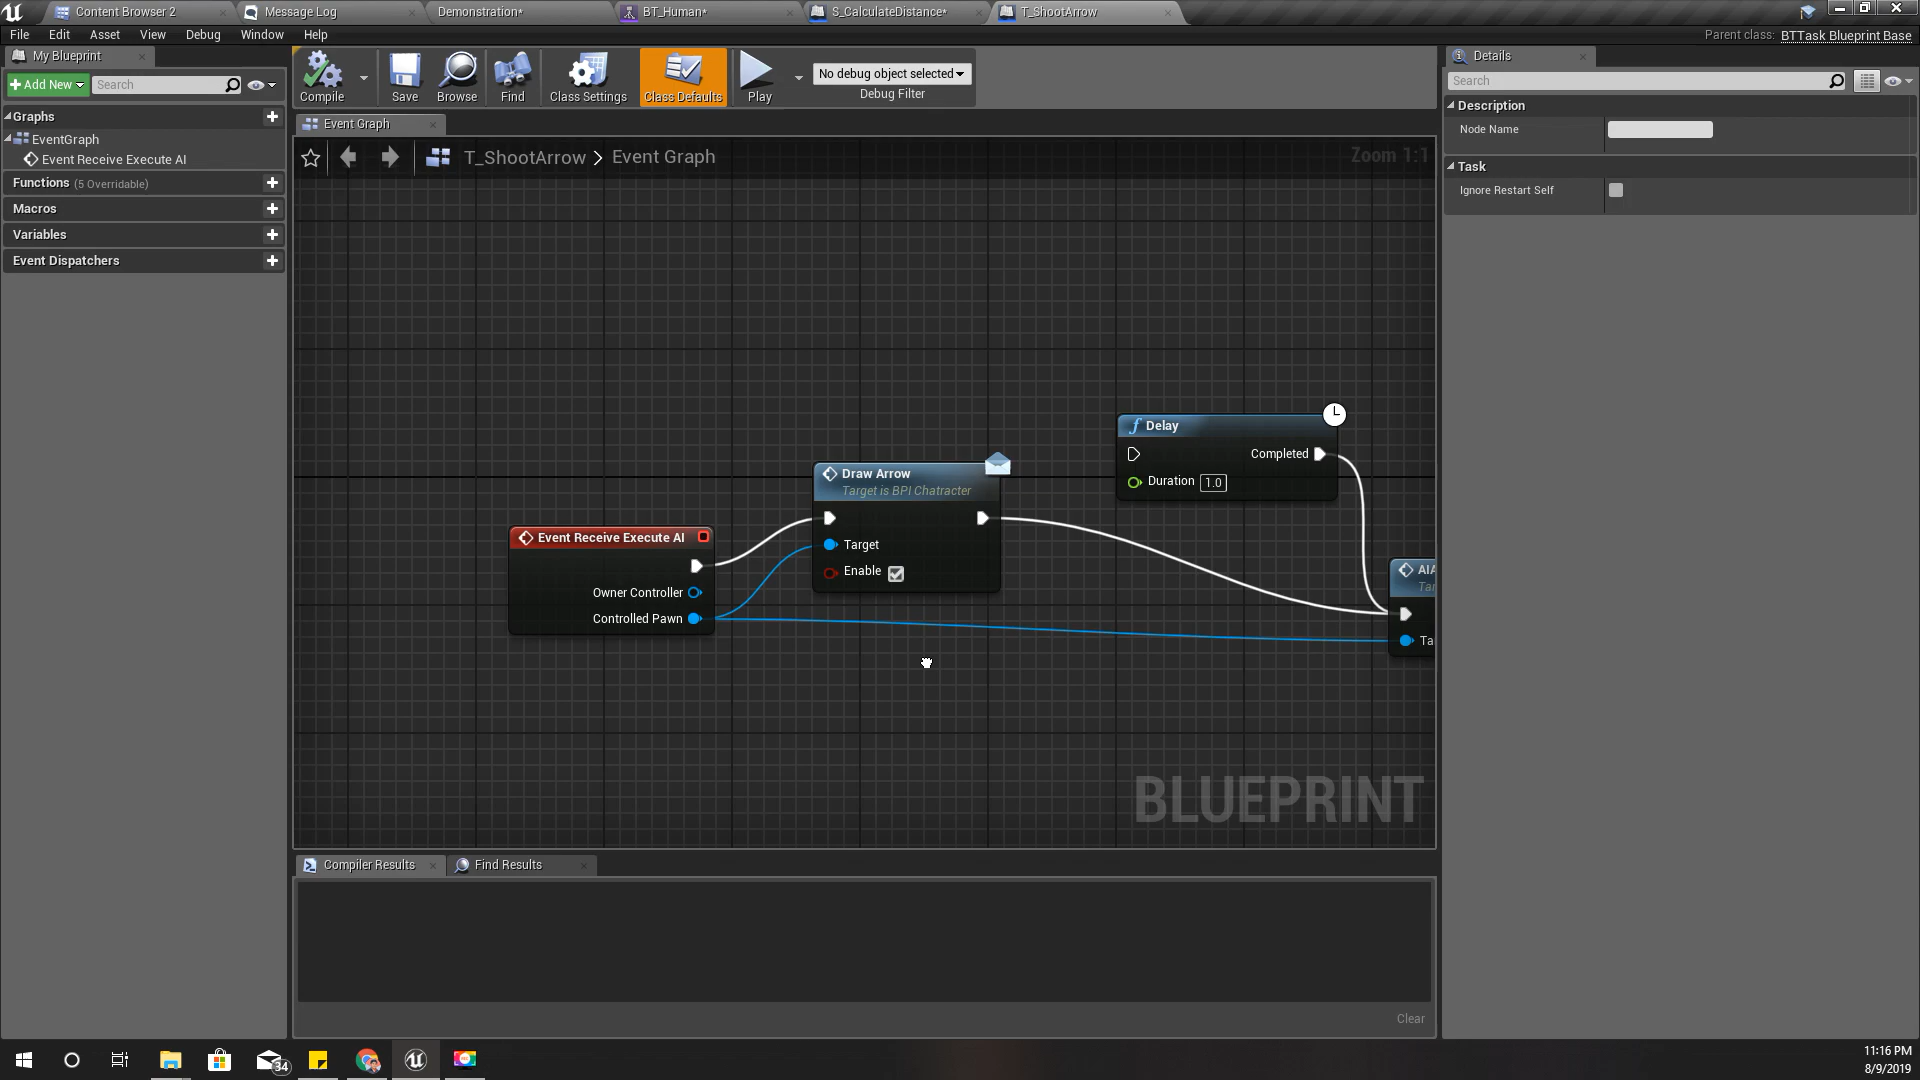 Content Browser 2
Message Log
Demonstration*
BT_Human*
S_CalculateDistance*
T_ShootArrow
File Edit Asset View Debug Window Help
Parent class: BTTask Blueprint Base
My Blueprint
Add New
Search
Graphs
EventGraph
Event Receive Execute AI
Functions (5 Overridable)
Macros
Variables
Event Dispatchers
Compile
Save
Browse
Find
Class Settings
Class Defaults
Play
No debug object selected
Debug Filter
Event Graph
T_ShootArrow > Event Graph
Zoom 1:1
Event Receive Execute AI
Owner Controller
Controlled Pawn
Draw Arrow
Target is BPI Chatracter
Target
Enable
f Delay
Completed
Duration 1.0
AIA
Tar
Ta
BLUEPRINT
Compiler Results
Find Results
Clear
Details
Search
Description
Node Name
Task
Ignore Restart Self
34
11:16 PM
8/9/2019